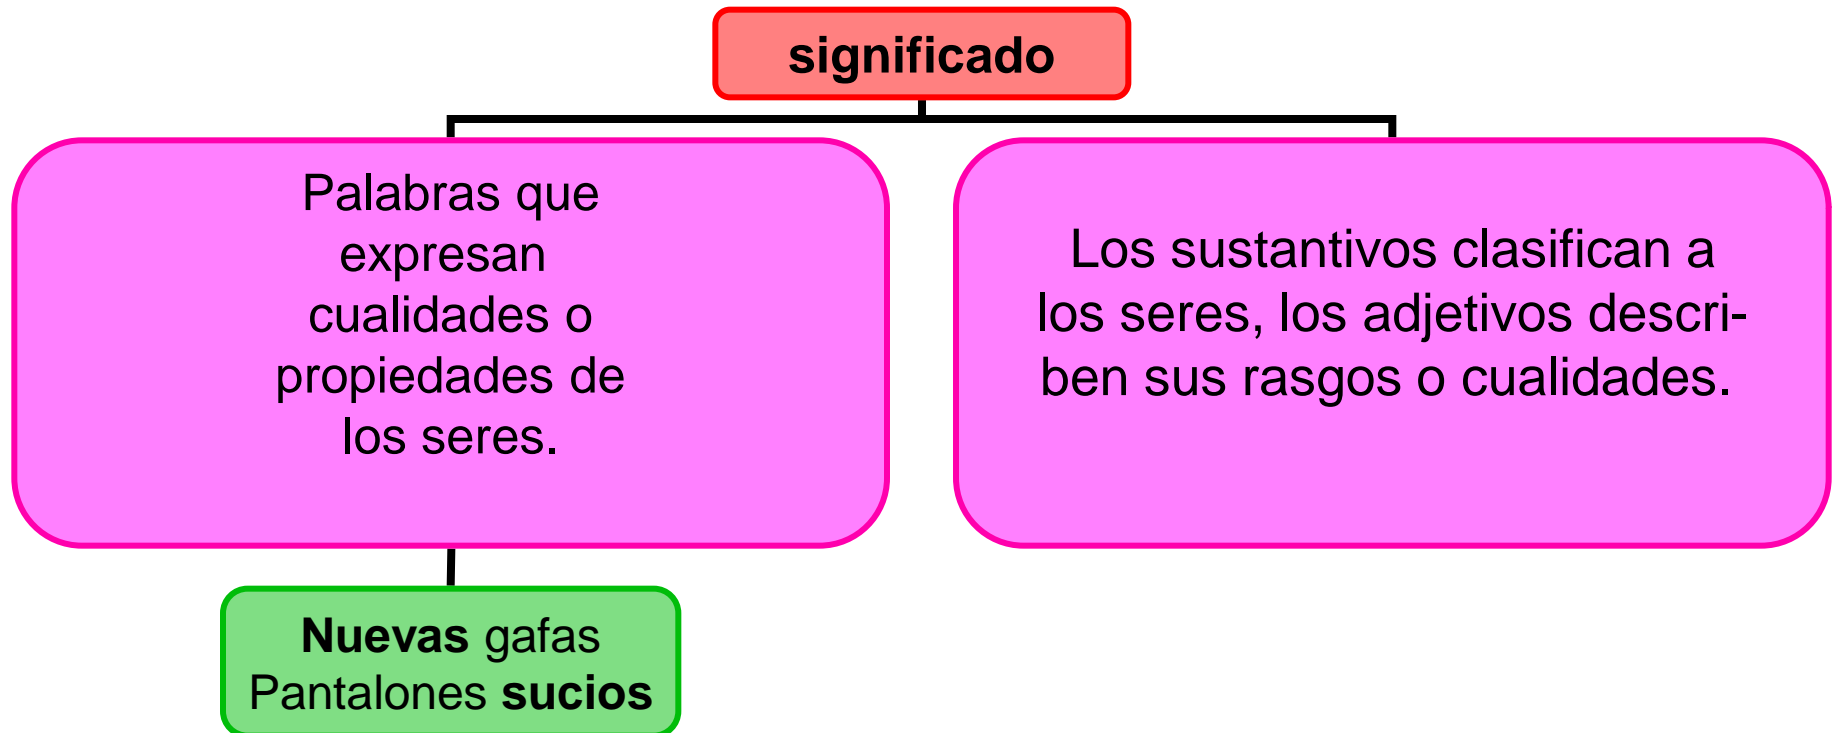 significado
Palabras que
expresan
cualidades o
propiedades de
los seres.
Los sustantivos clasifican a
los seres, los adjetivos descri-
ben sus rasgos o cualidades.
Nuevas gafas
Pantalones sucios